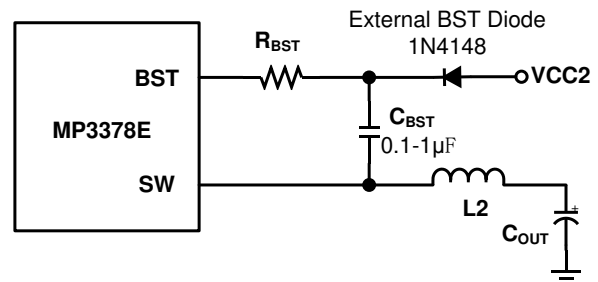 External BST Diode
1N4148
RBST
BST
VCC2
MP3378E
CBST
0.1-1µF
SW
L2
COUT
+